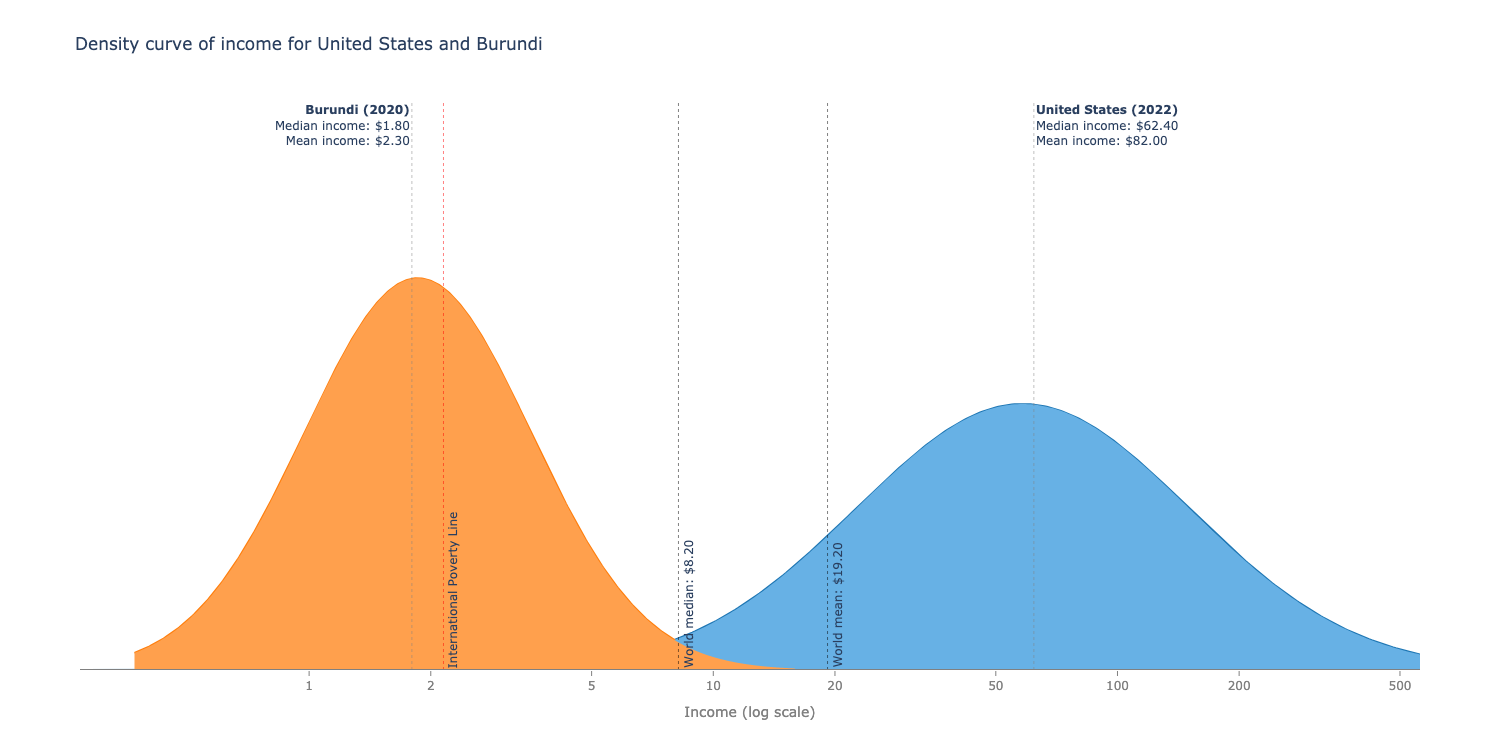 Density curve of income for United States and Burundi
Burundi (2020)
Median income: $1.80
Mean income: $2.30
United States (2022)
Median income: $62.40
Mean income: $82.00
International Poverty Line
World median: $8.20
World mean: $19.20
1
2
5
10
20
50
100
200
500
Income (log scale)